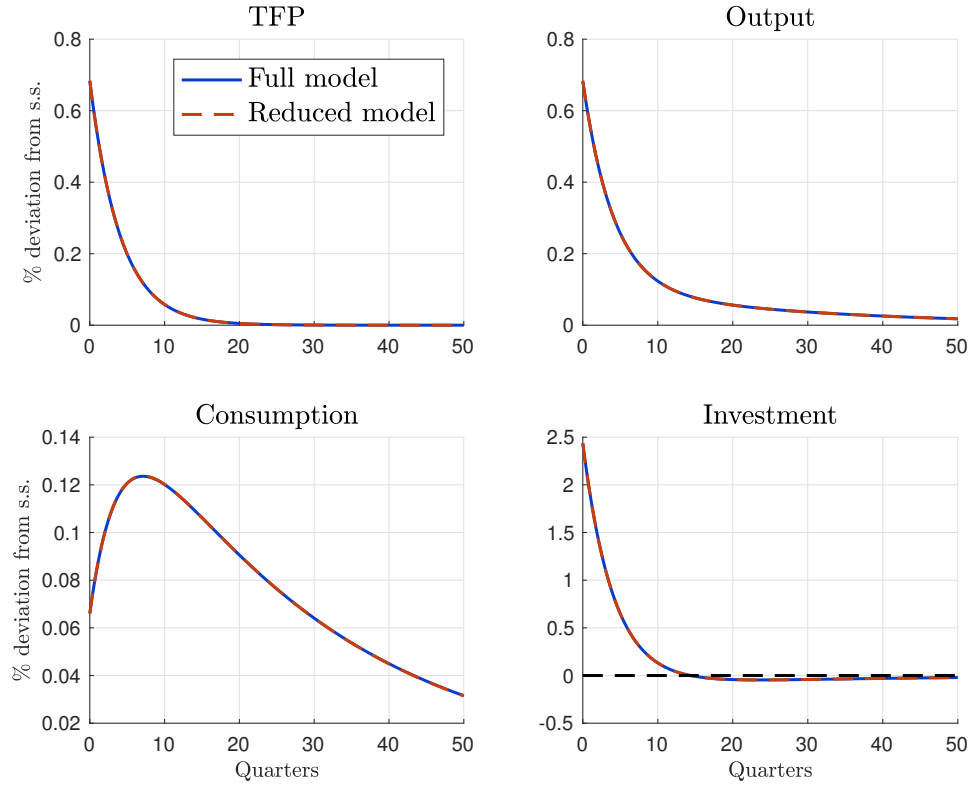 TFP
% deviation from s.s.
0.8
0.6
0.4
0.2
0
0 10 20 30 40 50
Full model
Reduced model
Output
0.8
0.6
0.4
0.2
0
0 10 20 30 40 50
Consumption
% deviation from s.s.
0.14
0.12
0.1
0.08
0.06
0.04
0.02
0 10 20 30 40 50
Quarters
Investment
2.5
2
1.5
1
0.5
0
-0.5
0 10 20 30 40 50
Quarters